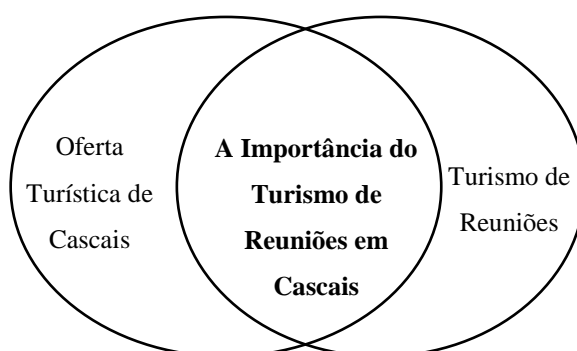 Oferta
Turística de
Cascais
A Importância do
Turismo de
Reuniões em
Cascais
Turismo de
Reuniões